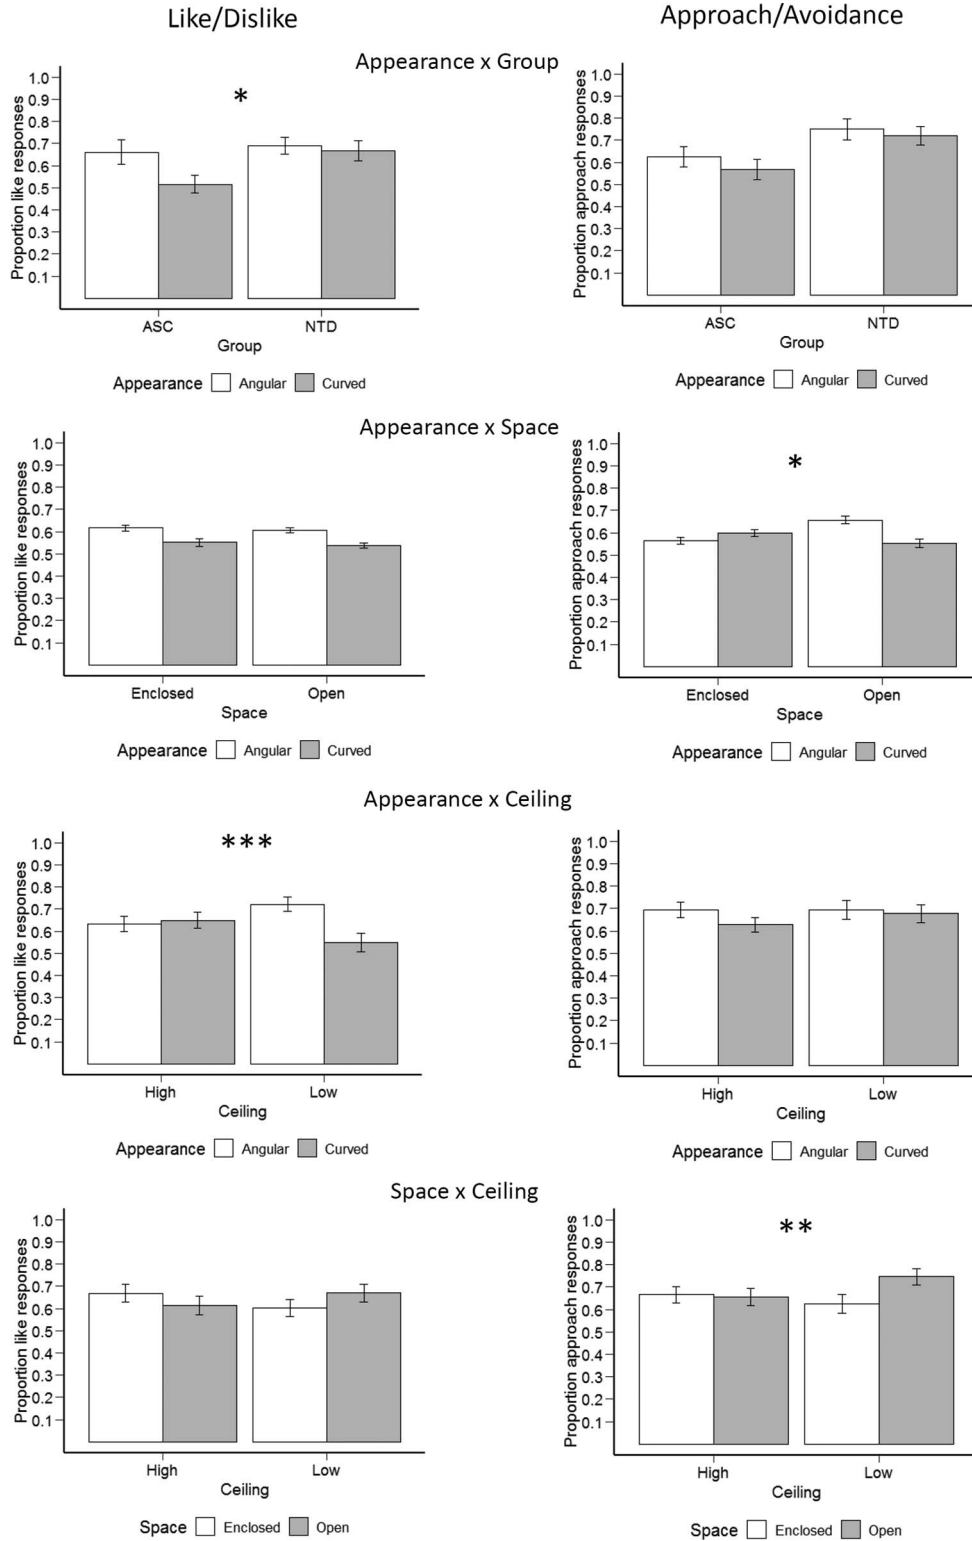 Like/Dislike
Approach/Avoidance
Appearance x Group
Proportion like responses
1.0
0.9
0.8
0.7
0.6
0.5
0.4
0.3
0.2
0.1
*
ASC NTD
Group
Appearance Angular Curved
Proportion approach responses
1.0
0.9
0.8
0.7
0.6
0.5
0.4
0.3
0.2
0.1
ASC NTD
Group
Appearance Angular Curved
Appearance x Space
Proportion like responses
1.0
0.9
0.8
0.7
0.6
0.5
0.4
0.3
0.2
0.1
Enclosed Open
Space
Appearance Angular Curved
Proportion approach responses
1.0
0.9
0.8
0.7
0.6
0.5
0.4
0.3
0.2
0.1
*
Enclosed Open
Space
Appearance Angular Curved
Appearance x Ceiling
Proportion like responses
1.0
0.9
0.8
0.7
0.6
0.5
0.4
0.3
0.2
0.1
***
High Low
Ceiling
Appearance Angular Curved
Proportion approach responses
1.0
0.9
0.8
0.7
0.6
0.5
0.4
0.3
0.2
0.1
High Low
Ceiling
Appearance Angular Curved
Space x Ceiling
Proportion like responses
1.0
0.9
0.8
0.7
0.6
0.5
0.4
0.3
0.2
0.1
High Low
Ceiling
Space Enclosed Open
Proportion approach responses
1.0
0.9
0.8
0.7
0.6
0.5
0.4
0.3
0.2
0.1
**
High Low
Ceiling
Space Enclosed Open